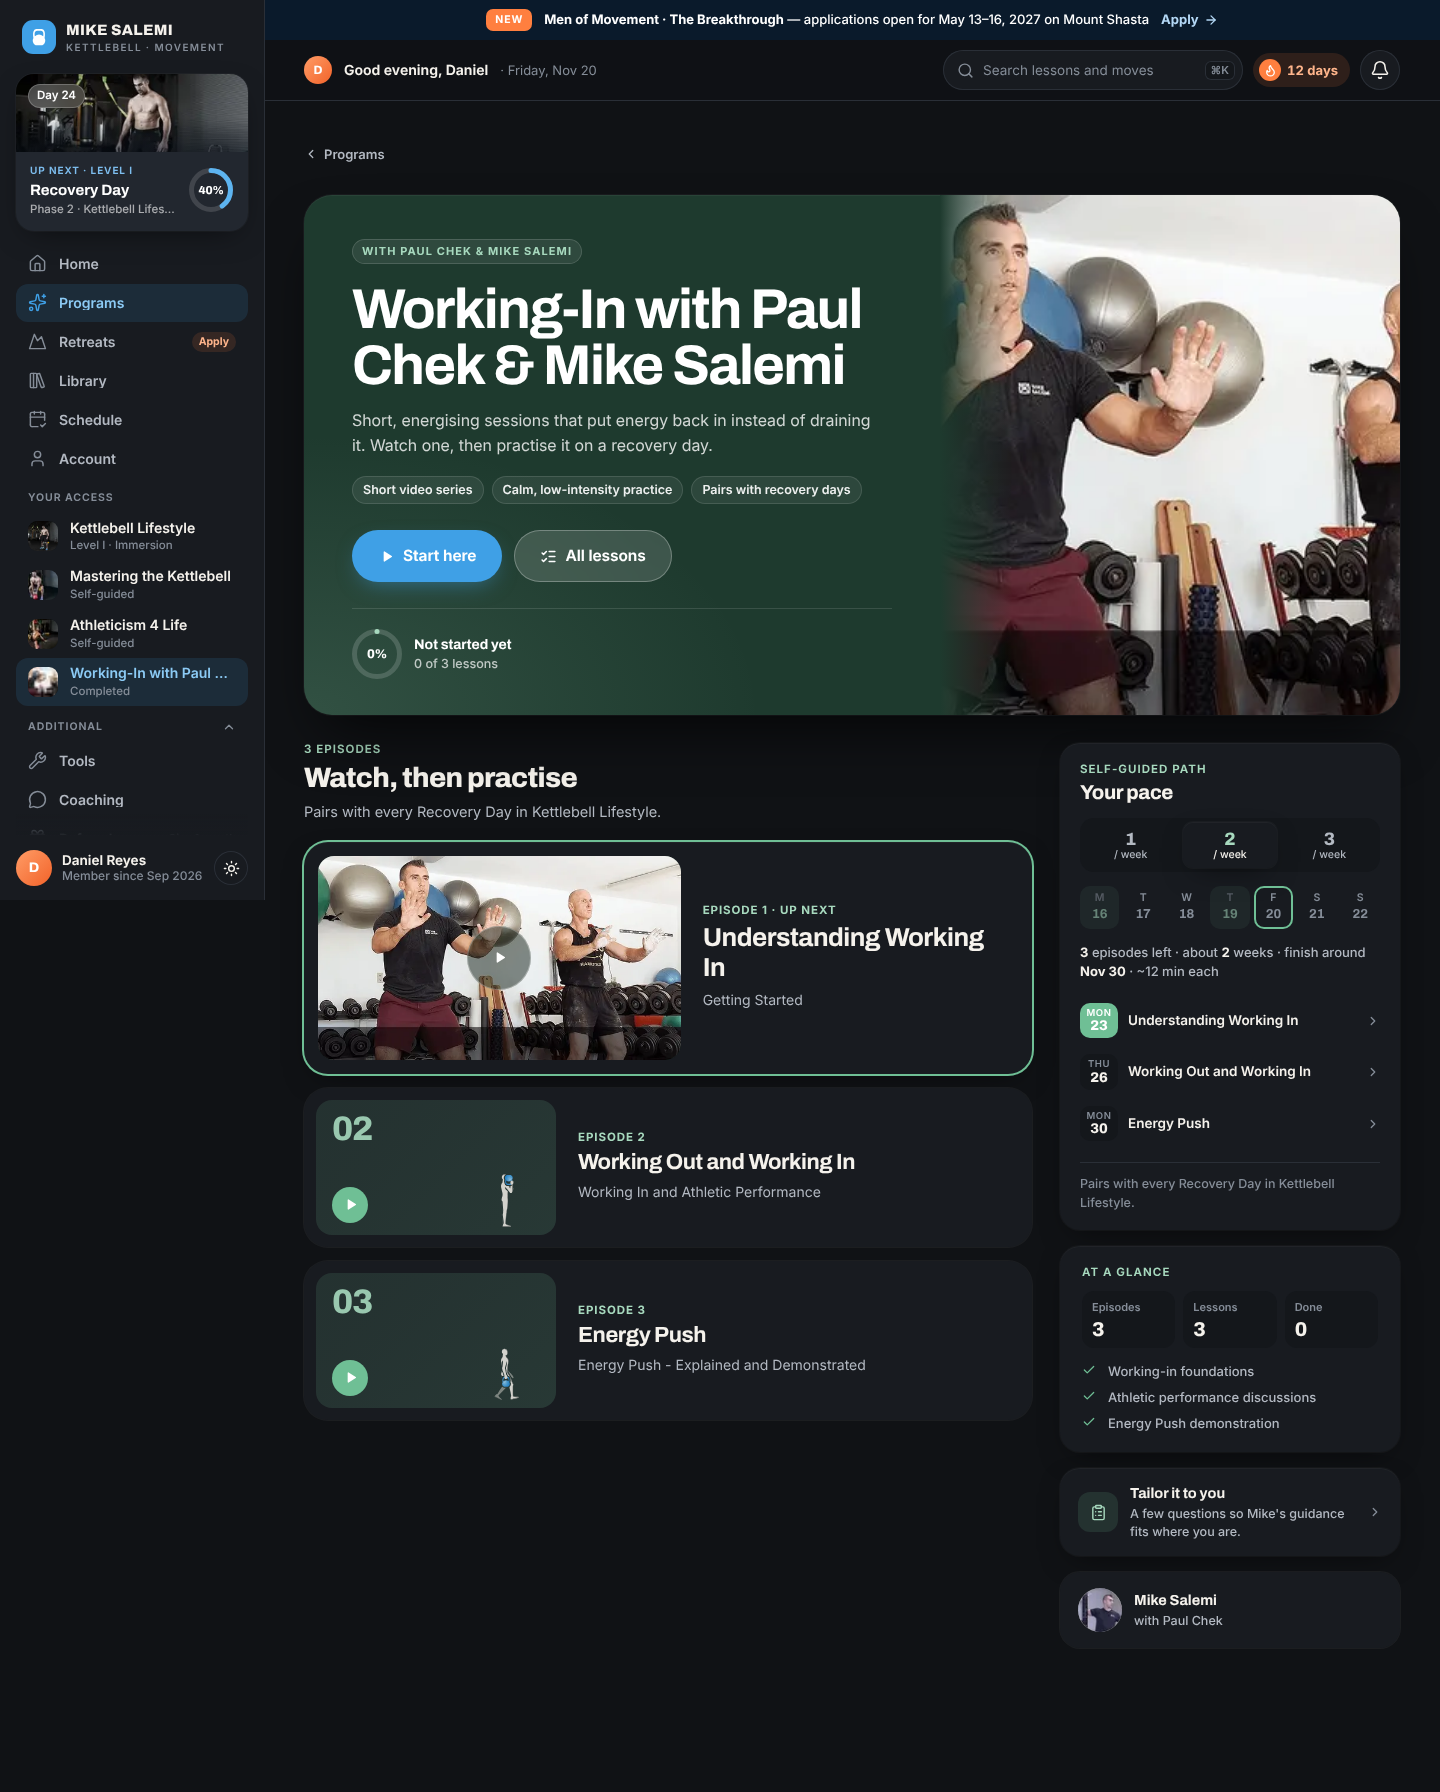 MIKE SALEMI
KETTLEBELL · MOVEMENT
Day 24
UP NEXT · LEVEL I
Recovery Day
Phase 2 · Kettlebell Lifes...
40%
Home
Programs
Retreats
Apply
Library
Schedule
Account
YOUR ACCESS
Kettlebell Lifestyle
Level I · Immersion
Mastering the Kettlebell
Self-guided
Athleticism 4 Life
Self-guided
Working-In with Paul ...
Completed
ADDITIONAL
Tools
Coaching
D
Daniel Reyes
Member since Sep 2026
NEW Men of Movement · The Breakthrough — applications open for May 13–16, 2027 on Mount Shasta Apply →
D Good evening, Daniel · Friday, Nov 20
Search lessons and moves ⌘K
12 days
Programs
WITH PAUL CHEK & MIKE SALEMI
Working-In with Paul
Chek & Mike Salemi
Short, energising sessions that put energy back in instead of draining
it. Watch one, then practise it on a recovery day.
Short video series
Calm, low-intensity practice
Pairs with recovery days
Start here
All lessons
0%
Not started yet
0 of 3 lessons
3 EPISODES
Watch, then practise
Pairs with every Recovery Day in Kettlebell Lifestyle.
EPISODE 1 · UP NEXT
Understanding Working
In
Getting Started
02
EPISODE 2
Working Out and Working In
Working In and Athletic Performance
03
EPISODE 3
Energy Push
Energy Push - Explained and Demonstrated
SELF-GUIDED PATH
Your pace
1 2 3
/ week / week / week
M T W T F S S
16 17 18 19 20 21 22
3 episodes left · about 2 weeks · finish around
Nov 30 · ~12 min each
MON
23
Understanding Working In
THU
26
Working Out and Working In
MON
30
Energy Push
Pairs with every Recovery Day in Kettlebell
Lifestyle.
AT A GLANCE
Episodes Lessons Done
3 3 0
Working-in foundations
Athletic performance discussions
Energy Push demonstration
Tailor it to you
A few questions so Mike's guidance
fits where you are.
Mike Salemi
with Paul Chek